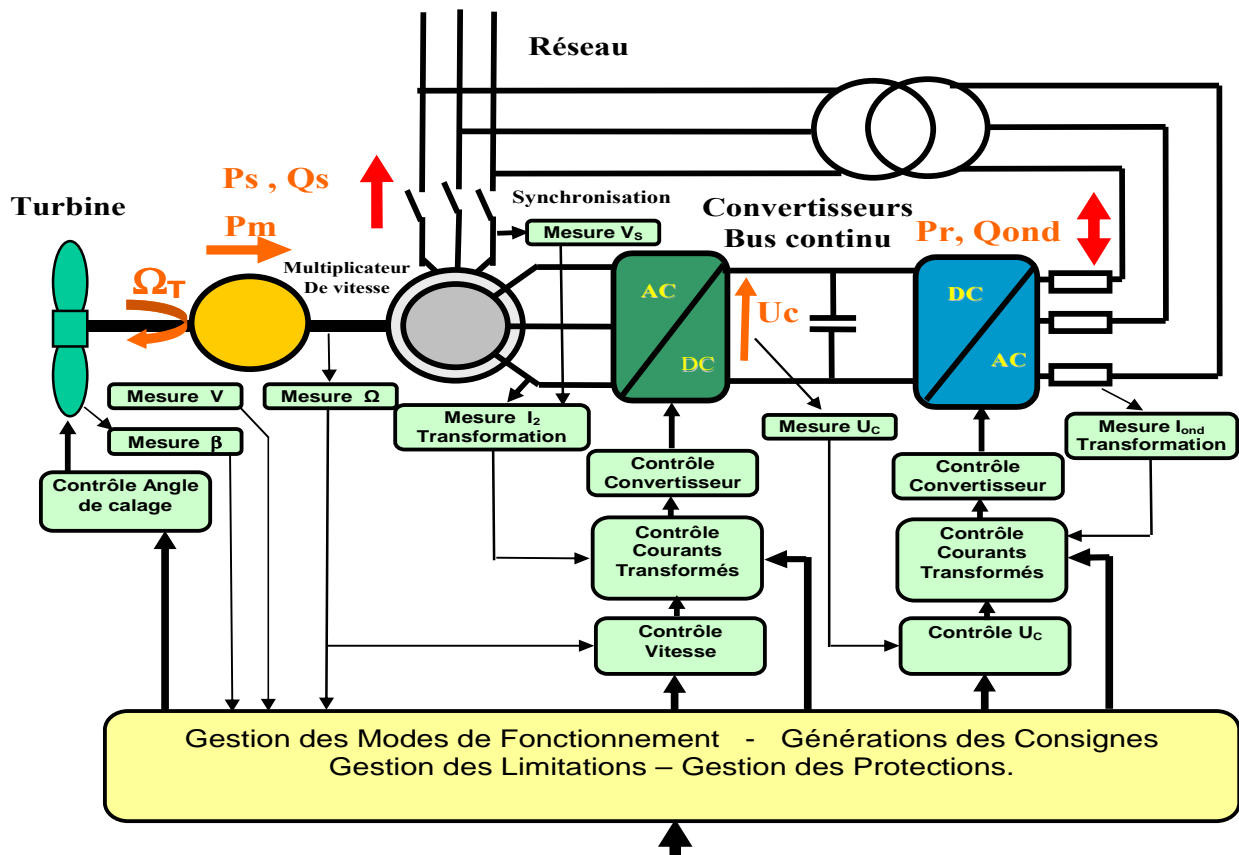 Réseau
Ps , Qs
Synchronisation
Turbine
Pm
Mesure Vs
Convertisseurs
Bus continu
Pr, Qond
Multiplicateur
De vitesse
ΩT
AC
DC
Uc
DC
AC
Mesure V
Mesure Ω
Mesure β
Mesure I2
Transformation
Mesure UC
Mesure Iond
Transformation
Contrôle Angle
de calage
Contrôle
Convertisseur
Contrôle
Convertisseur
Contrôle
Courants
Transformés
Contrôle
Courants
Transformés
Contrôle
Vitesse
Contrôle UC
Gestion des Modes de Fonctionnement - Générations des Consignes
Gestion des Limitations – Gestion des Protections.